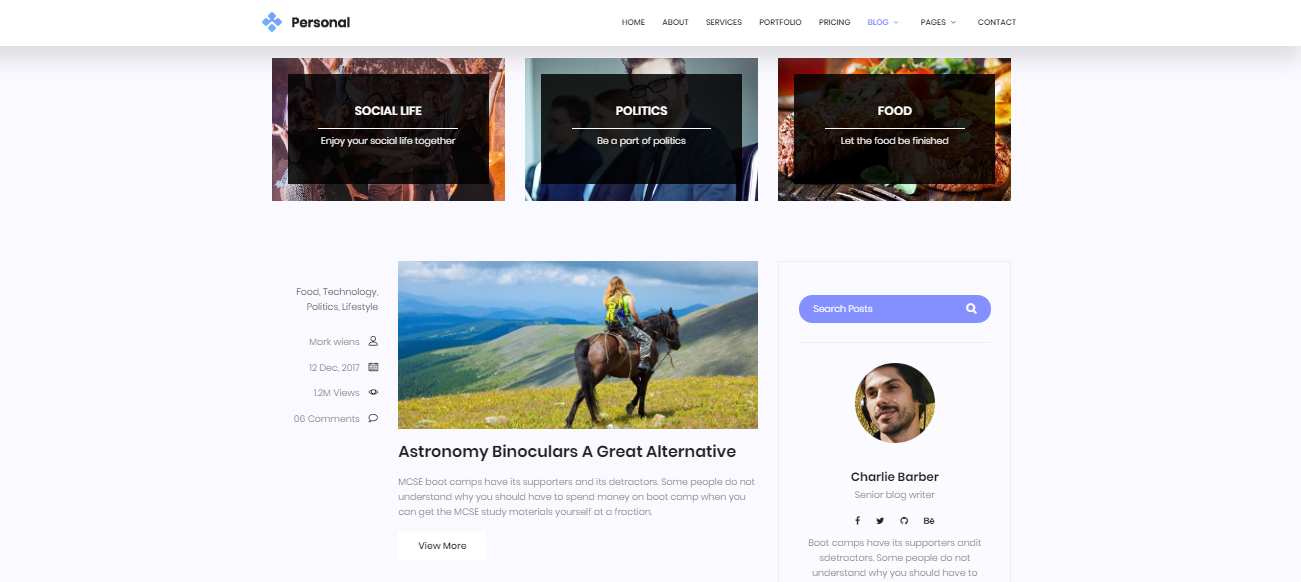 Personal
HOME ABOUT SERVICES PORTFOLIO PRICING BLOG PAGES CONTACT
SOCIAL LIFE
Enjoy your social life together
POLITICS
Be a part of politics
FOOD
Let the food be finished
Food, Technology,
Politics, Lifestyle
Mark wiens
12 Dec, 2017
1.2M Views
06 Comments
Astronomy Binoculars A Great Alternative
MCSE boot camps have its supporters and its detractors. Some people do not
understand why you should have to spend money on boot camp when you
can get the MCSE study materials yourself at a fraction.
View More
Search Posts
Charlie Barber
Senior blog writer
Boot camps have its supporters andit
sdetractors. Some people do not
understand why you should have to